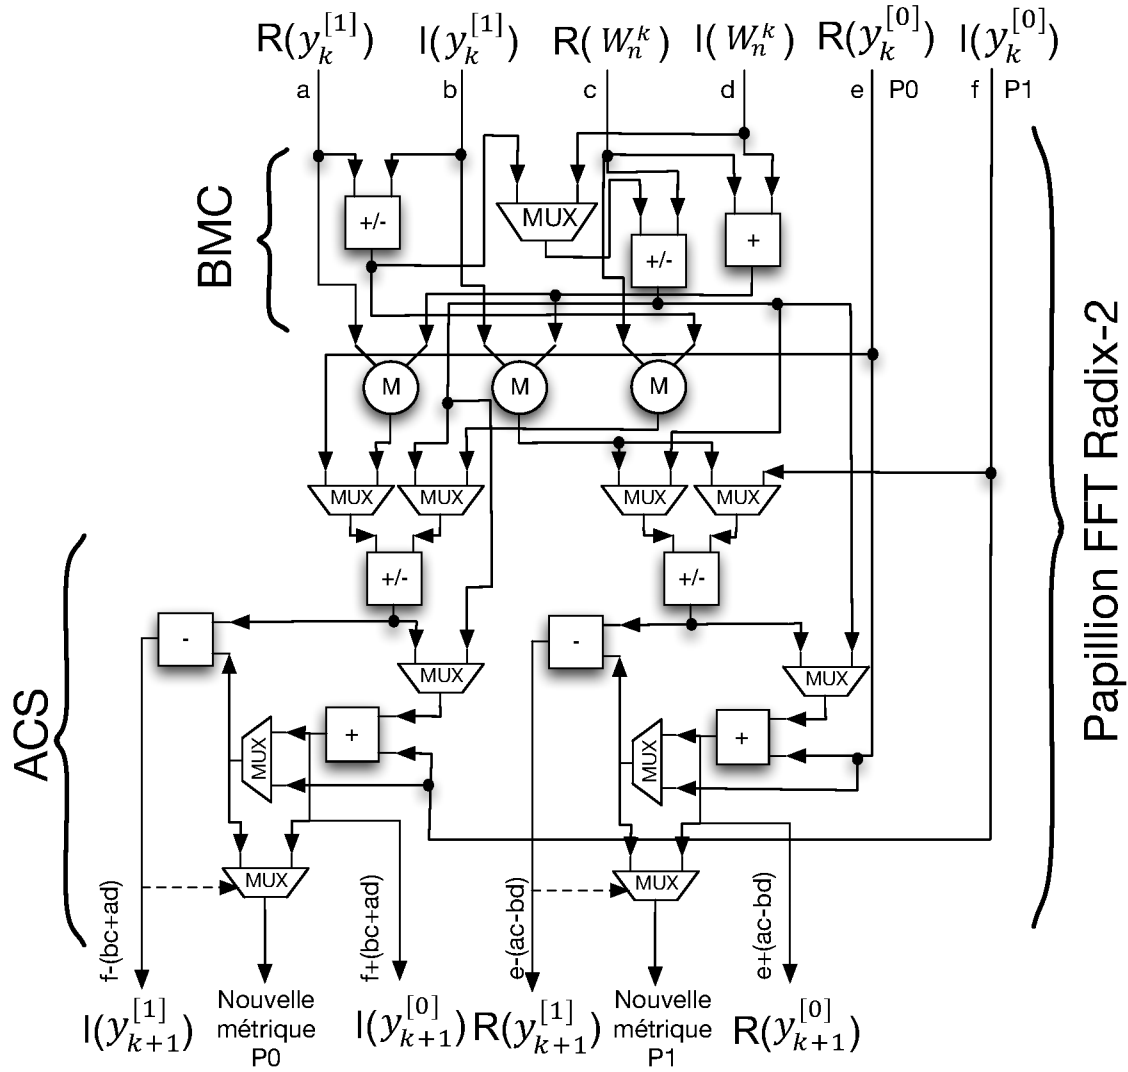 R(y_k^{[1]}) I(y_k^{[1]}) R(W_n^k) I(W_n^k) R(y_k^{[0]}) I(y_k^{[0]})
a b c d e P0 f P1
BMC
+/-
MUX
+/-
+
M M M
MUX MUX MUX MUX
+/- +/-
- -
MUX MUX
ACS
+ +
MUX MUX
MUX MUX
f-(bc+ad)
f+(bc+ad)
e-(ac-bd)
e+(ac-bd)
I(y_{k+1}^{[1]})
Nouvelle
métrique
P0
I(y_{k+1}^{[0]})
R(y_{k+1}^{[1]})
Nouvelle
métrique
P1
R(y_{k+1}^{[0]})
Papillion FFT Radix-2